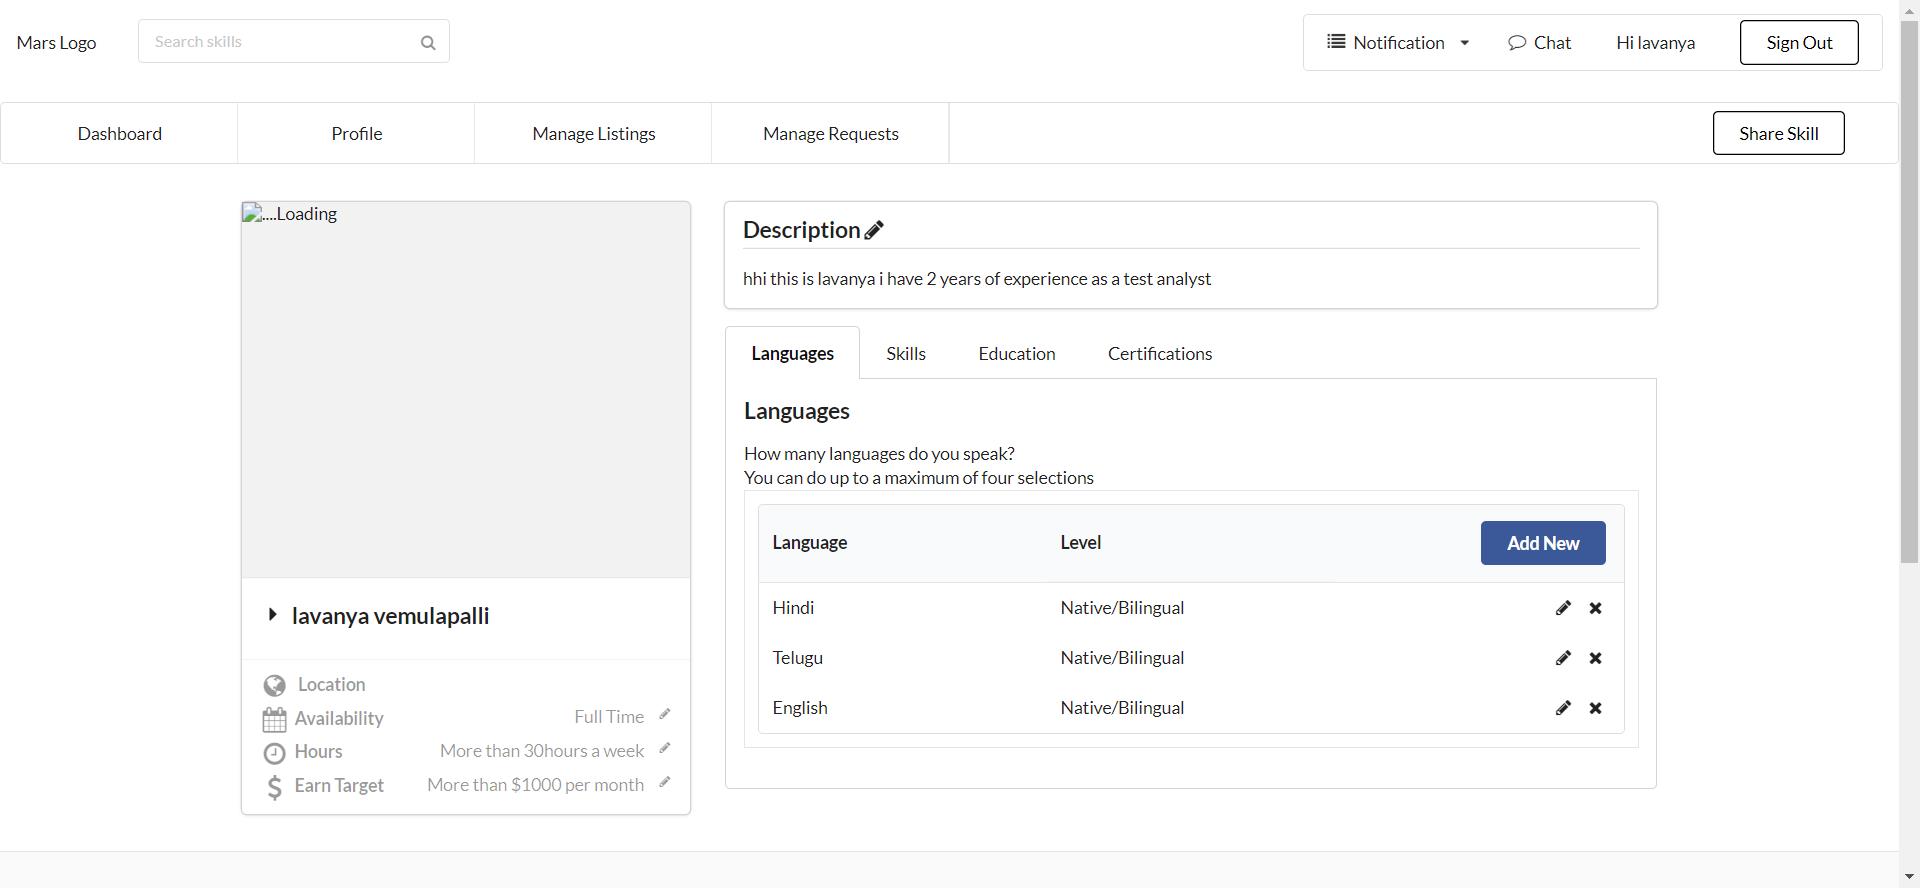 Mars Logo
Search skills
Notification
Chat
Hi lavanya
Sign Out
Dashboard
Profile
Manage Listings
Manage Requests
Share Skill
....Loading
lavanya vemulapalli
Location
Availability
Full Time
Hours
More than 30hours a week
Earn Target
More than $1000 per month
Description
hhi this is lavanya i have 2 years of experience as a test analyst
Languages
Skills
Education
Certifications
Languages
How many languages do you speak?
You can do up to a maximum of four selections
Language
Level
Add New
Hindi
Native/Bilingual
Telugu
Native/Bilingual
English
Native/Bilingual